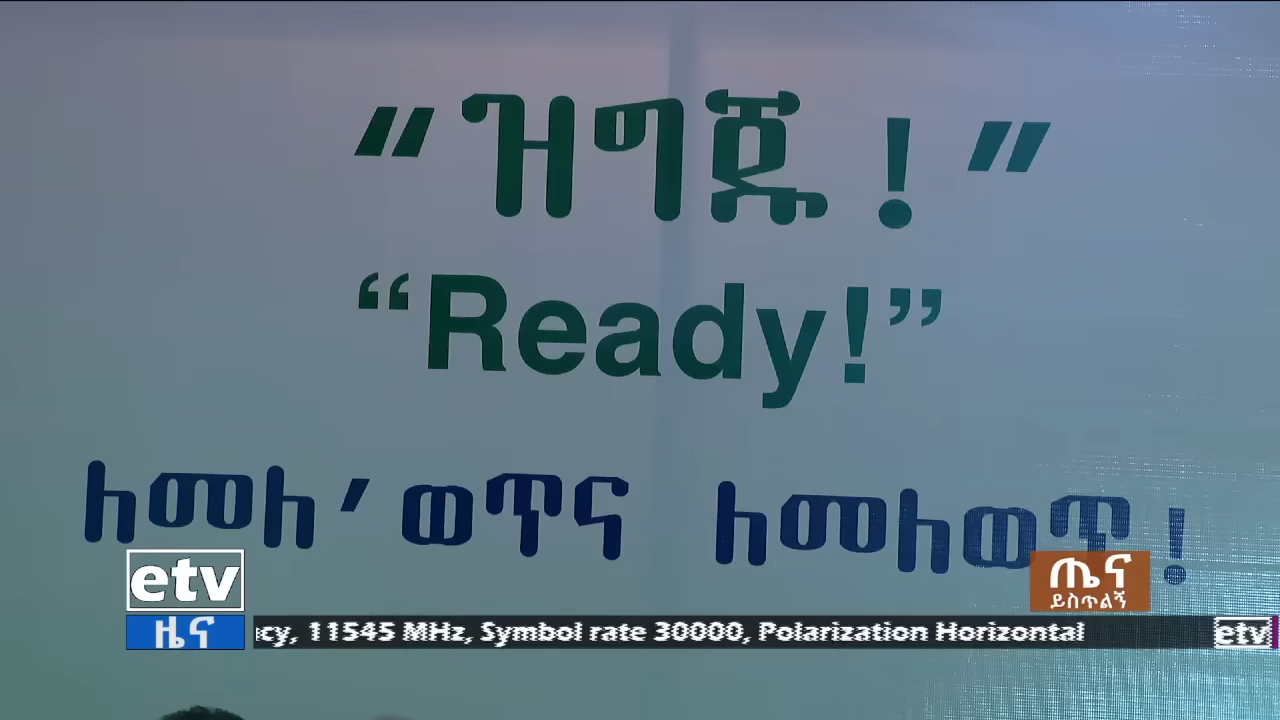 “ዝግጁ!”
“Ready!”
ለመለ’ወጥና ለመለወጥ!
etv
ጤና
ይስጥልኝ
ዜና
cy, 11545 MHz, Symbol rate 30000, Polarization Horizontal
etv